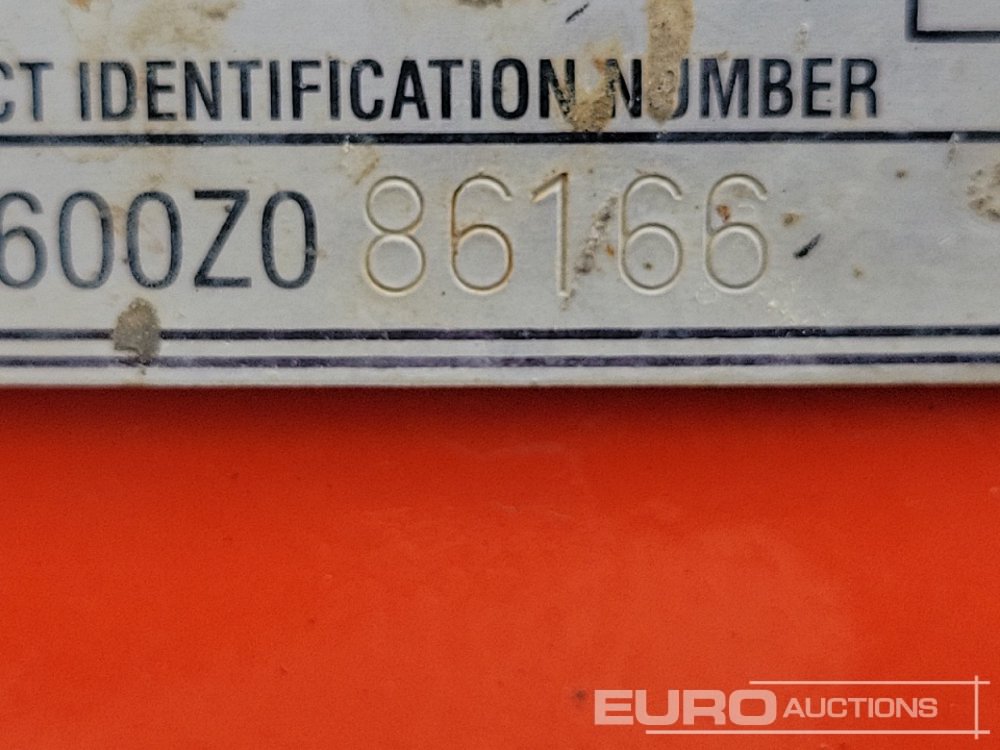 CT IDENTIFICATION NUMBER
600Z0 86166
EURO AUCTIONS